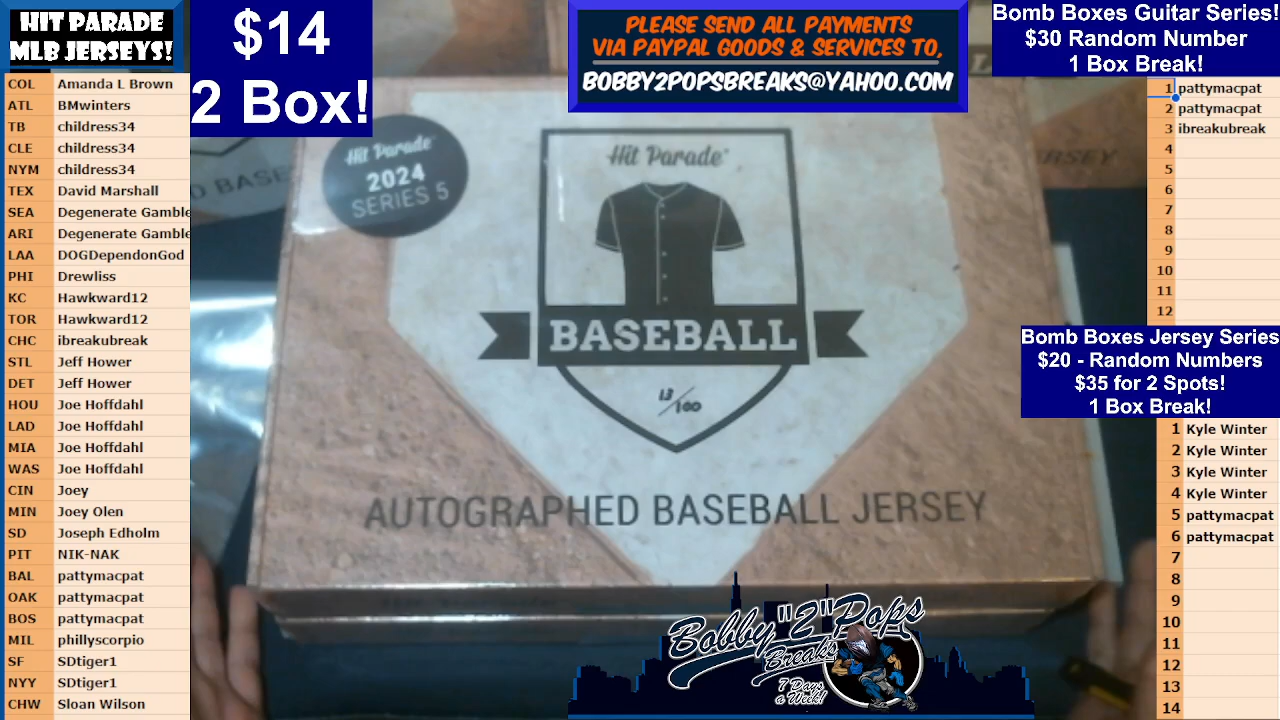 HIT PARADE
MLB JERSEYS!
COL Amanda L Brown
ATL BMwinters
TB childress34
CLE childress34
NYM childress34
TEX David Marshall
SEA Degenerate Gamble
ARI Degenerate Gamble
LAA DOGDependonGod
PHI Drewliss
KC Hawkward12
TOR Hawkward12
CHC ibreakubreak
STL Jeff Hower
DET Jeff Hower
HOU Joe Hoffdahl
LAD Joe Hoffdahl
MIA Joe Hoffdahl
WAS Joe Hoffdahl
CIN Joey
MIN Joey Olen
SD Joseph Edholm
PIT NIK-NAK
BAL pattymacpat
OAK pattymacpat
BOS pattymacpat
MIL phillyscorpio
SF SDtiger1
NYY SDtiger1
CHW Sloan Wilson
$14
2 Box!
PLEASE SEND ALL PAYMENTS
VIA PAYPAL GOODS & SERVICES TO,
BOBBY2POPSBREAKS@YAHOO.COM
Hit Parade
2024
SERIES 5
Hit Parade
BASEBALL
13/100
AUTOGRAPHED BASEBALL JERSEY
Bobby "2" Pops
Breaks
7 Days
a Week!
Bomb Boxes Guitar Series!
$30 Random Number
1 Box Break!
1 pattymacpat
2 pattymacpat
3 ibreakubreak
4
5
6
7
8
9
10
11
12
Bomb Boxes Jersey Series
$20 - Random Numbers
$35 for 2 Spots!
1 Box Break!
1 Kyle Winter
2 Kyle Winter
3 Kyle Winter
4 Kyle Winter
5 pattymacpat
6 pattymacpat
7
8
9
10
11
12
13
14